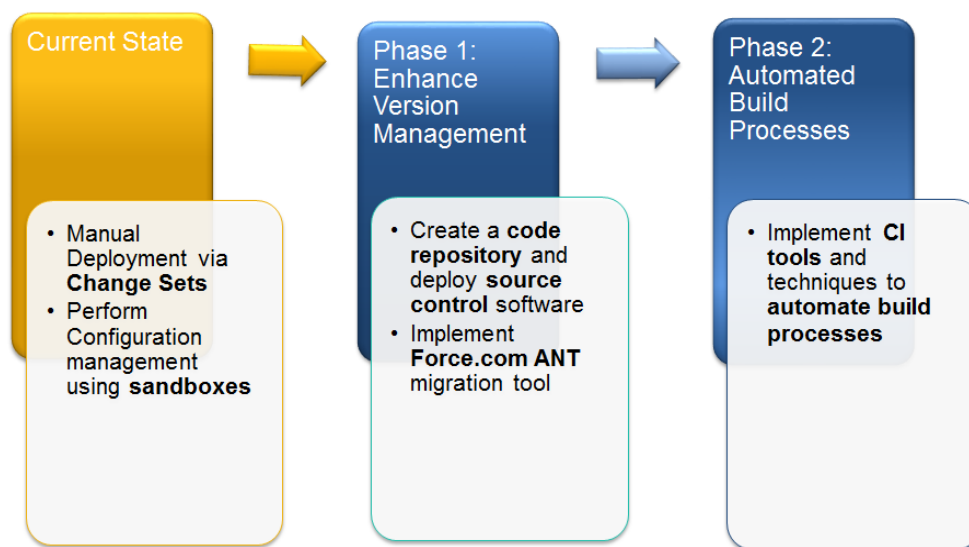 Current State
• Manual
Deployment via
Change Sets
• Perform
Configuration
management
using sandboxes
Phase 1:
Enhance
Version
Management
• Create a code
repository and
deploy source
control software
• Implement
Force.com ANT
migration tool
Phase 2:
Automated
Build
Processes
• Implement CI
tools and
techniques to
automate build
processes